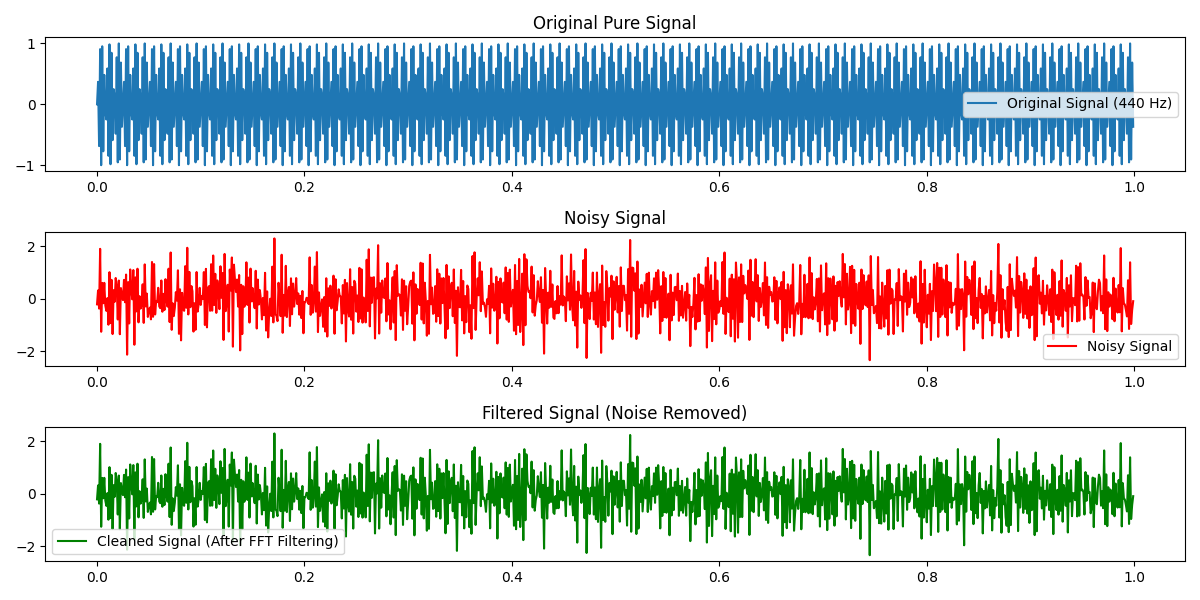 Original Pure Signal
1
0
−1
Original Signal (440 Hz)
0.0 0.2 0.4 0.6 0.8 1.0
Noisy Signal
2
0
−2
Noisy Signal
0.0 0.2 0.4 0.6 0.8 1.0
Filtered Signal (Noise Removed)
2
0
−2
Cleaned Signal (After FFT Filtering)
0.0 0.2 0.4 0.6 0.8 1.0